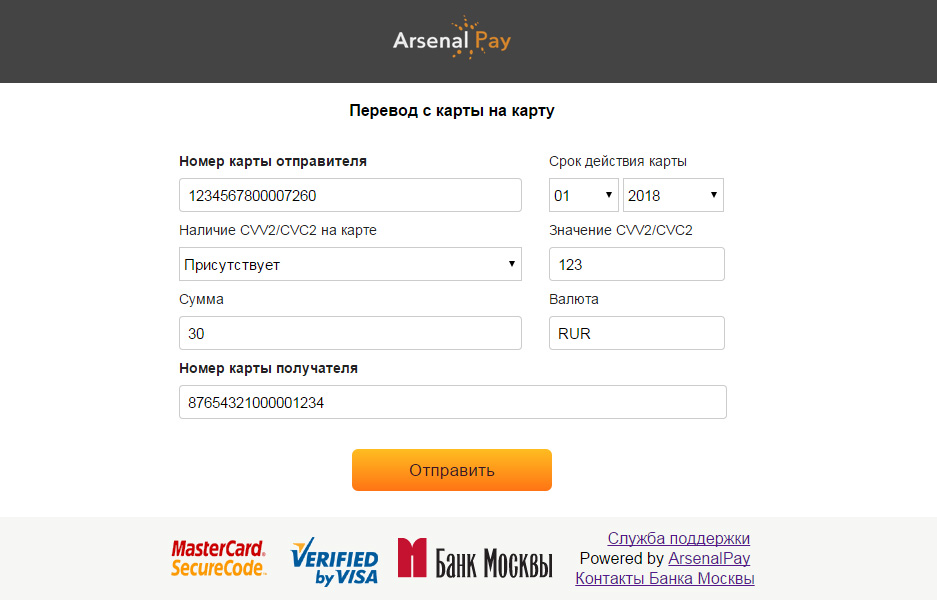 Arsenal Pay
Перевод с карты на карту
Номер карты отправителя
Срок действия карты
1234567800007260
01
2018
Наличие CVV2/CVC2 на карте
Значение CVV2/CVC2
Присутствует
123
Сумма
Валюта
30
RUR
Номер карты получателя
87654321000001234
Отправить
MasterCard.
SecureCode.
VERIFIED
by VISA
Банк Москвы
Служба поддержки
Powered by ArsenalPay
Контакты Банка Москвы